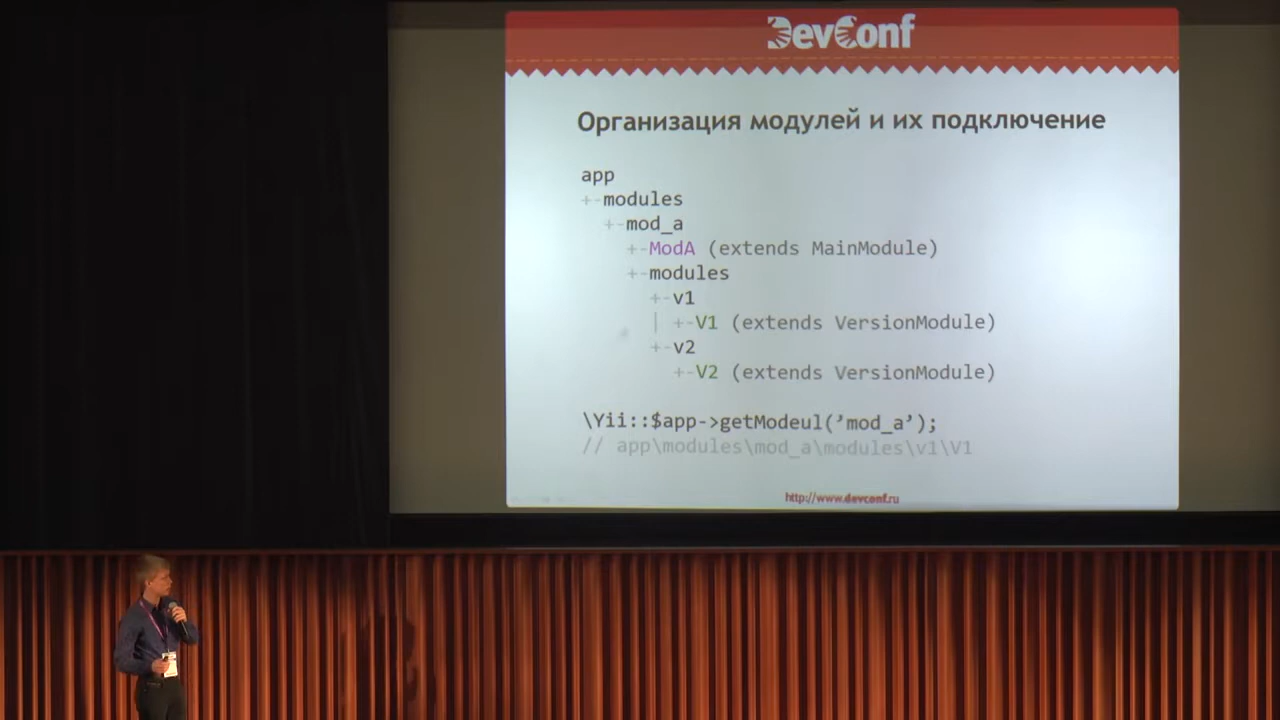 DevConf
Организация модулей и их подключение
app
+-modules
+-mod_a
+-ModA (extends MainModule)
+-modules
+-v1
| +-V1 (extends VersionModule)
+-v2
+-V2 (extends VersionModule)
\Yii::$app->getModeul(’mod_a’);
// app\modules\mod_a\modules\v1\V1
http://www.devconf.ru